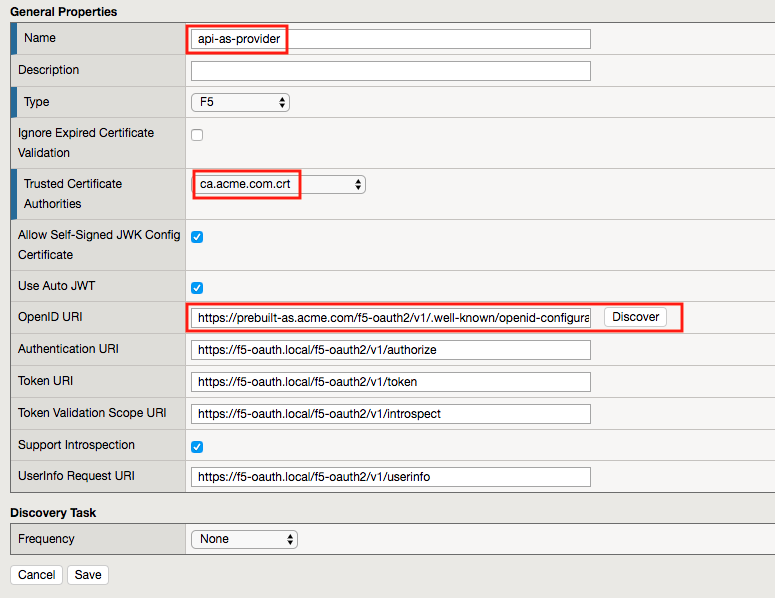 General Properties
Name
api-as-provider
Description
Type
F5
Ignore Expired Certificate
Validation
Trusted Certificate
Authorities
ca.acme.com.crt
Allow Self-Signed JWK Config
Certificate
Use Auto JWT
OpenID URI
https://prebuilt-as.acme.com/f5-oauth2/v1/.well-known/openid-configura
Discover
Authentication URI
https://f5-oauth.local/f5-oauth2/v1/authorize
Token URI
https://f5-oauth.local/f5-oauth2/v1/token
Token Validation Scope URI
https://f5-oauth.local/f5-oauth2/v1/introspect
Support Introspection
UserInfo Request URI
https://f5-oauth.local/f5-oauth2/v1/userinfo
Discovery Task
Frequency
None
Cancel
Save